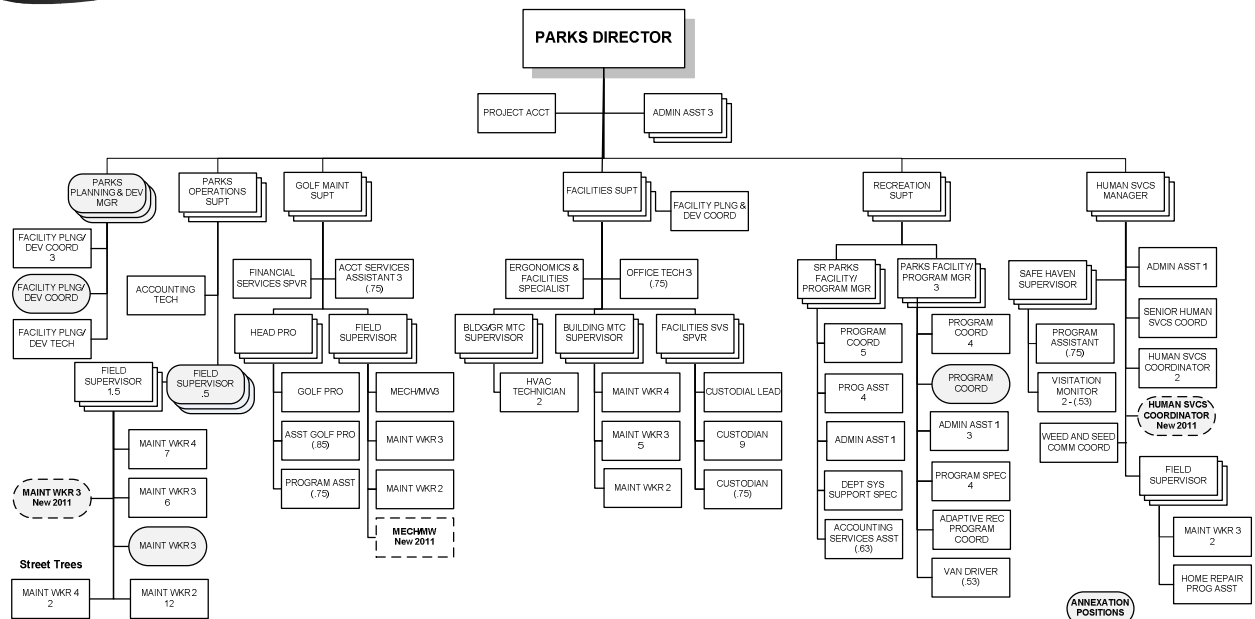 PARKS DIRECTOR
PROJECT ACCT
ADMIN ASST 3
PARKS
PLANNING & DEV
MGR
PARKS
OPERATIONS
SUPT
GOLF MAINT
SUPT
FACILITIES SUPT
FACILITY PLNG &
DEV COORD
RECREATION
SUPT
HUMAN SVCS
MANAGER
FACILITY PLNG/
DEV COORD
3
FACILITY PLNG/
DEV COORD
FACILITY PLNG/
DEV TECH
ACCOUNTING
TECH
FINANCIAL
SERVICES SPVR
ACCT SERVICES
ASSISTANT 3
(.75)
ERGONOMICS &
FACILITIES
SPECIALIST
OFFICE TECH 3
(.75)
SR PARKS
FACILITY/
PROGRAM MGR
PARKS FACILITY/
PROGRAM MGR
3
SAFE HAVEN
SUPERVISOR
ADMIN ASST 1
SENIOR HUMAN
SVCS COORD
HUMAN SVCS
COORDINATOR
2
HUMAN SVCS
COORDINATOR
New 2011
PROGRAM
ASSISTANT
(.75)
VISITATION
MONITOR
2 - (.53)
WEED AND SEED
COMM COORD
FIELD
SUPERVISOR
MAINT WKR 3
2
HOME REPAIR
PROG ASST
FIELD
SUPERVISOR
1.5
FIELD
SUPERVISOR
.5
MAINT WKR 4
7
MAINT WKR 3
New 2011
MAINT WKR 3
6
MAINT WKR 3
Street Trees
MAINT WKR 4
2
MAINT WKR 2
12
HEAD PRO
FIELD
SUPERVISOR
GOLF PRO
ASST GOLF PRO
(.85)
PROGRAM ASST
(.75)
MECH/MW3
MAINT WKR 3
MAINT WKR 2
MECH/MW
New 2011
BLDG/GR MTC
SUPERVISOR
BUILDING MTC
SUPERVISOR
FACILITIES SVS
SPVR
HVAC
TECHNICIAN
2
MAINT WKR 4
MAINT WKR 3
5
MAINT WKR 2
CUSTODIAL LEAD
CUSTODIAN
9
CUSTODIAN
(.75)
PROGRAM
COORD
5
PROG ASST
4
ADMIN ASST 1
DEPT SYS
SUPPORT SPEC
ACCOUNTING
SERVICES ASST
(.63)
PROGRAM
COORD
4
PROGRAM
COORD
ADMIN ASST 1
3
PROGRAM SPEC
4
ADAPTIVE REC
PROGRAM
COORD
VAN DRIVER
(.53)
ANNEXATION
POSITIONS